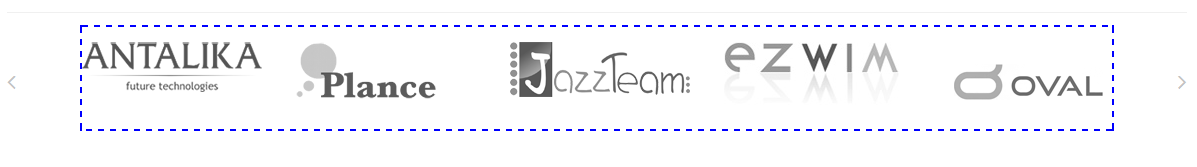 ANTALIKA
future technologies
Plance
JazzTeam
ezwim
OVAL